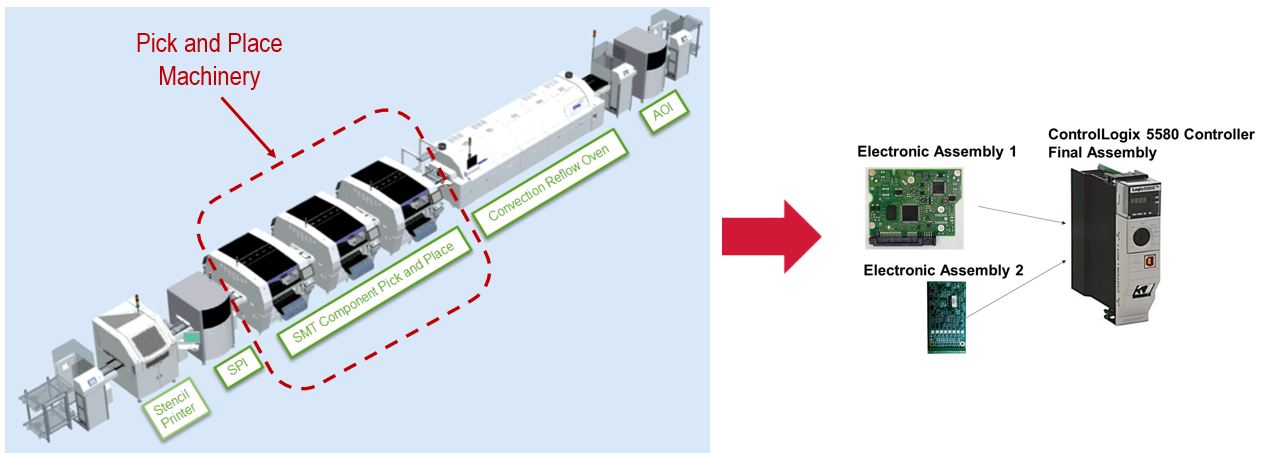 Pick and Place
Machinery
AOI
Convection Reflow Oven
SMT Component Pick and Place
SPI
Stencil
Printer
Electronic Assembly 1
Electronic Assembly 2
ControlLogix 5580 Controller
Final Assembly